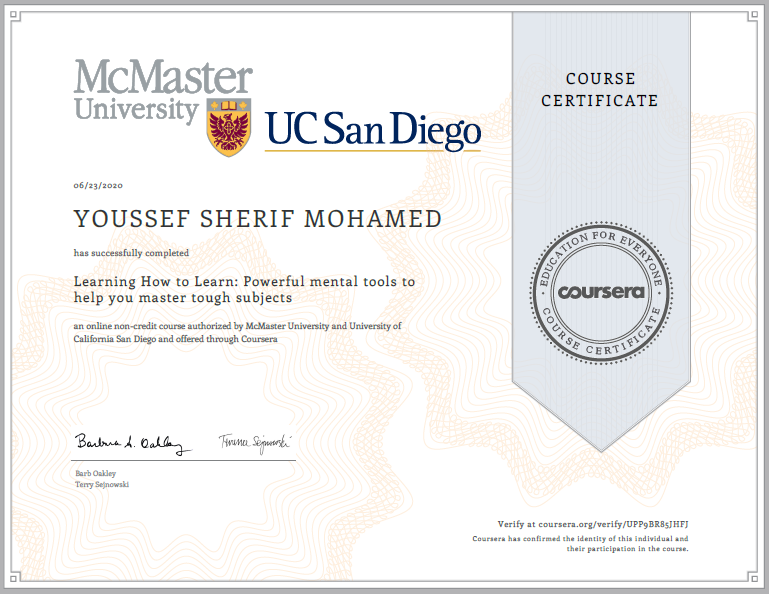 McMaster
University
UC San Diego
COURSE
CERTIFICATE
06/23/2020
YOUSSEF SHERIF MOHAMED
has successfully completed
Learning How to Learn: Powerful mental tools to
help you master tough subjects
an online non-credit course authorized by McMaster University and University of
California San Diego and offered through Coursera
EDUCATION FOR EVERYONE
coursera
COURSE CERTIFICATE
Barbara A. Oakley
Terrence Sejnowski
Barb Oakley
Terry Sejnowski
Verify at coursera.org/verify/UPP9BR85JHFJ
Coursera has confirmed the identity of this individual and
their participation in the course.